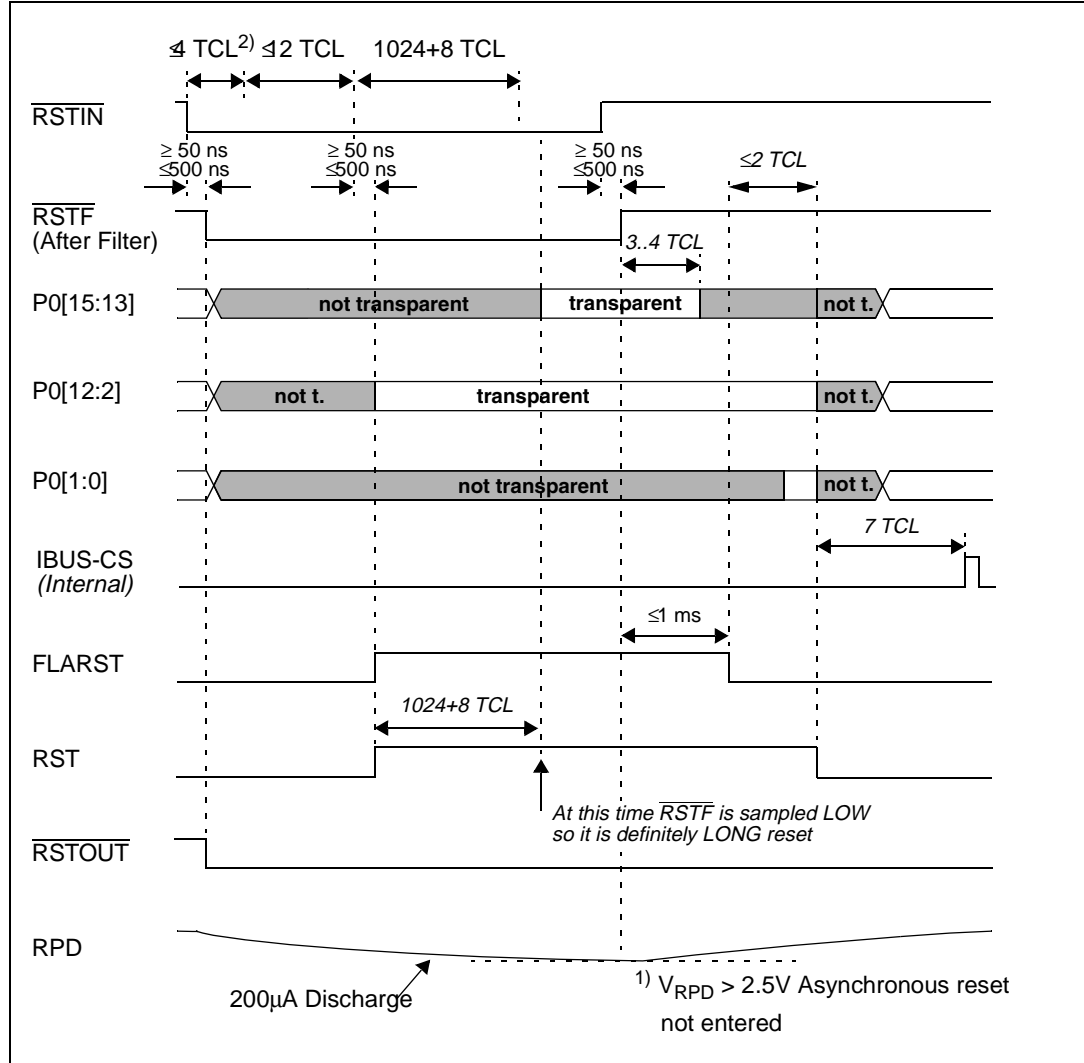 ≤4 TCL2) ≤12 TCL 1024+8 TCL
RSTIN
≥ 50 ns ≥ 50 ns ≥ 50 ns
≤500 ns ≤500 ns ≤500 ns
≤2 TCL
RSTF
(After Filter)
3..4 TCL
P0[15:13] not transparent transparent not t.
P0[12:2] not t. transparent not t.
P0[1:0] not transparent not t.
7 TCL
IBUS-CS
(Internal)
≤1 ms
FLARST
1024+8 TCL
RST
At this time RSTF is sampled LOW
so it is definitely LONG reset
RSTOUT
RPD
200µA Discharge
1) VRPD > 2.5V Asynchronous reset
not entered